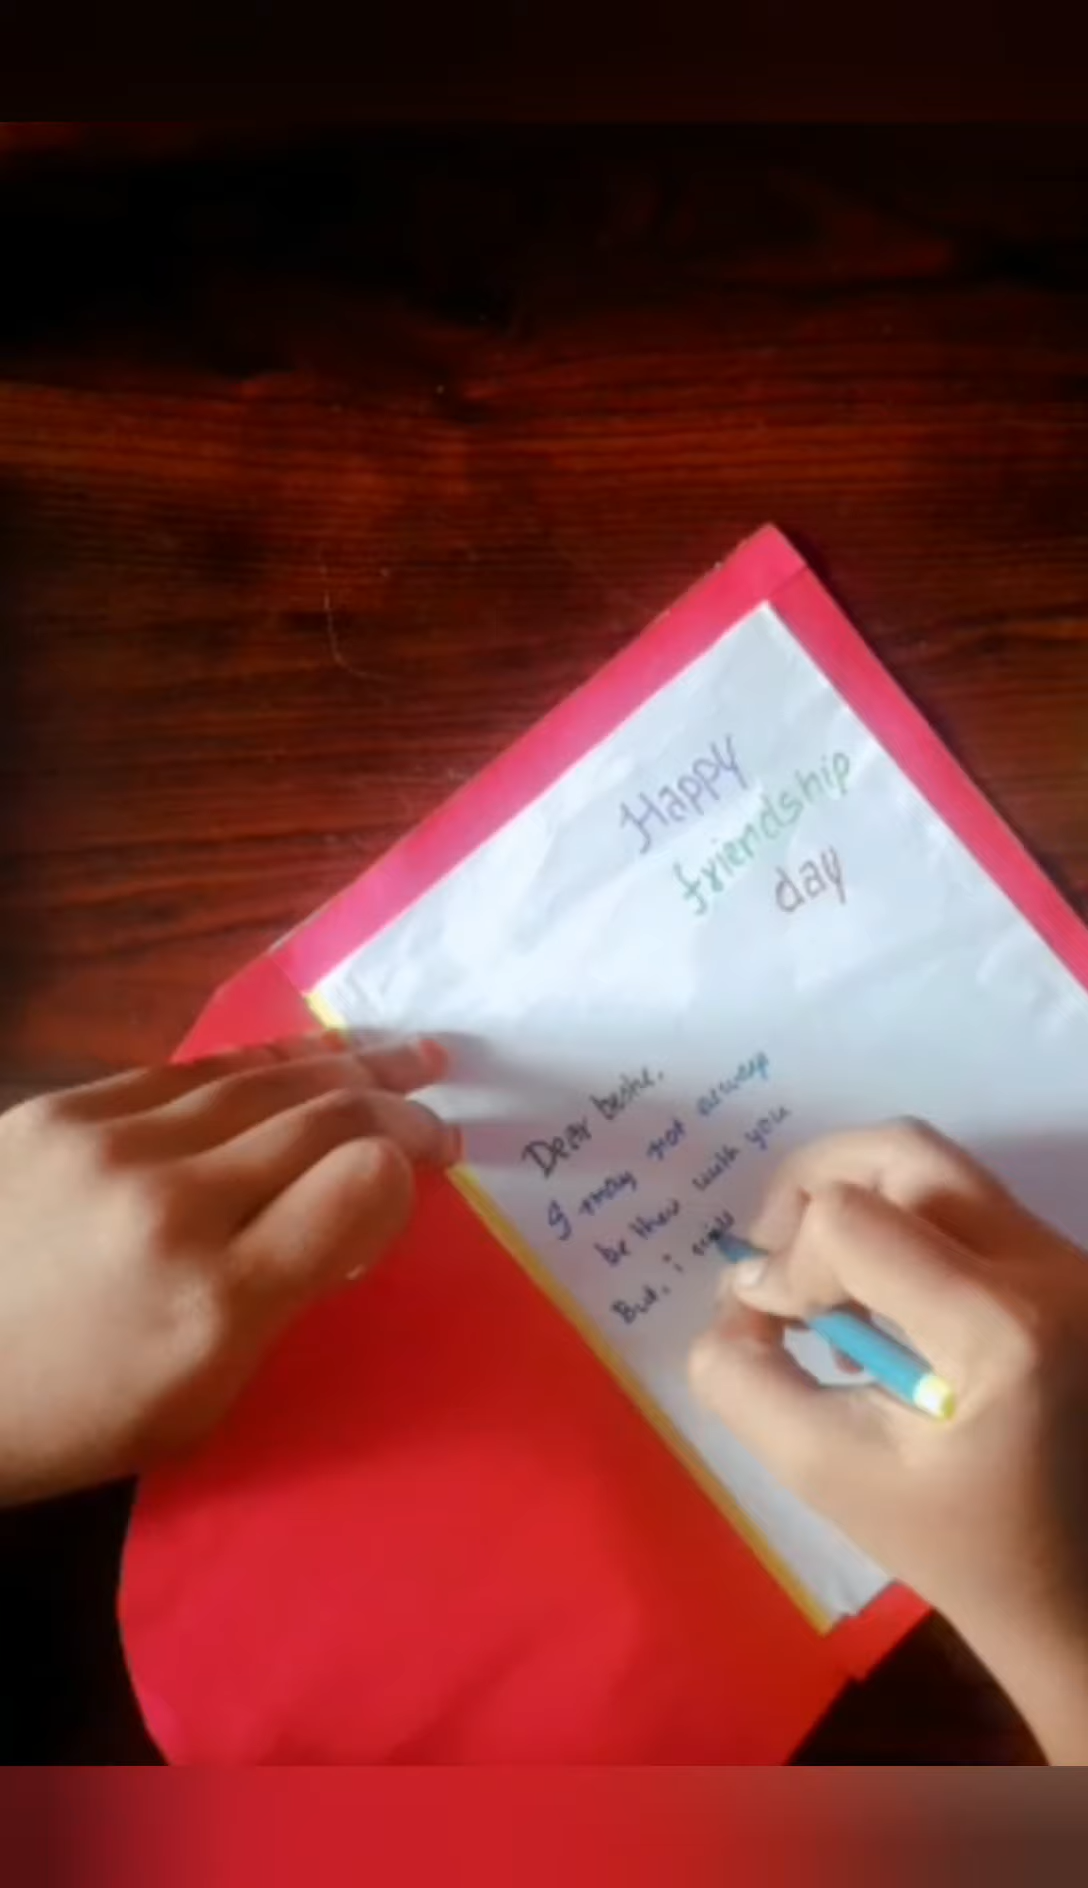 Happy
friendship
day
Dear bestie.
I may not always
be there with you
But, i